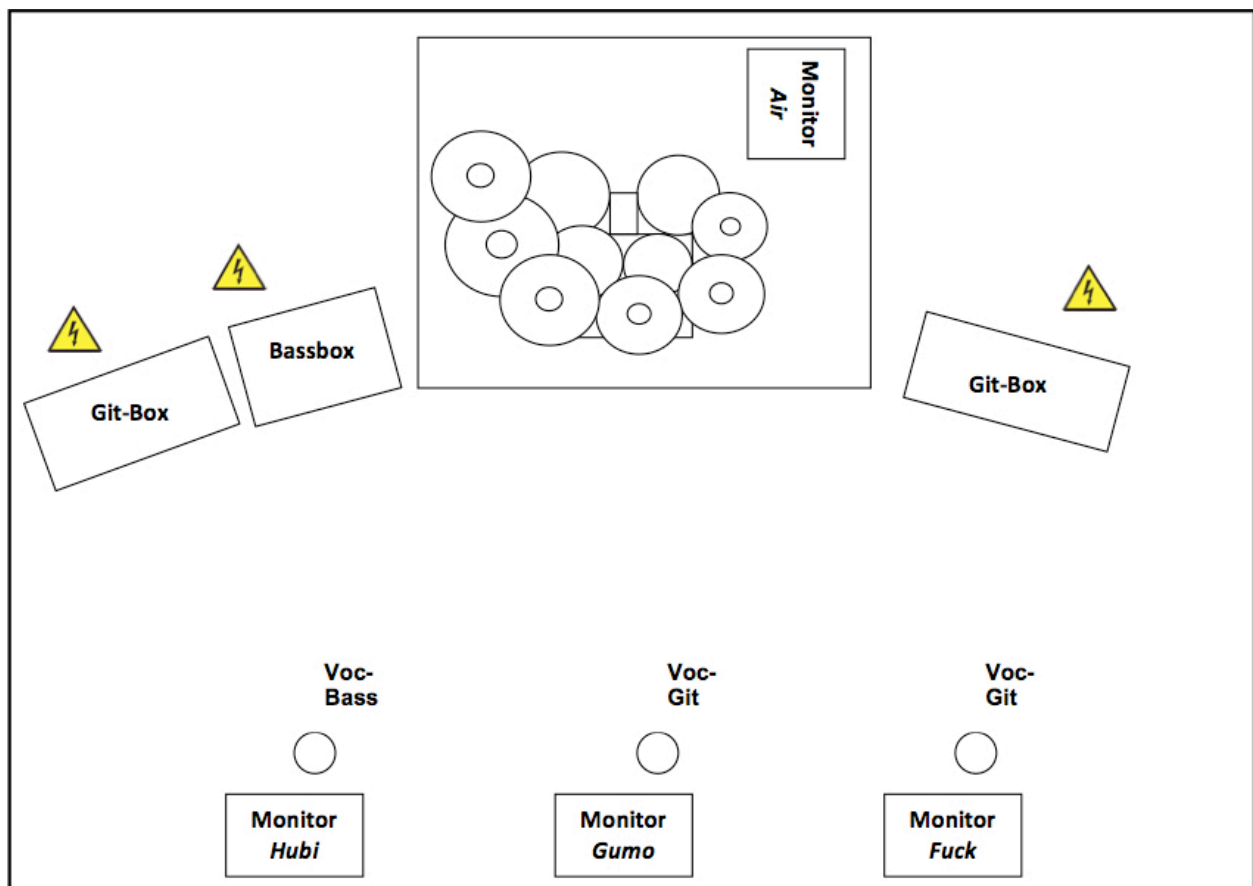 Monitor
Air
Bassbox
Git-Box
Git-Box
Voc-
Bass
Voc-
Git
Voc-
Git
Monitor
Hubi
Monitor
Gumo
Monitor
Fuck